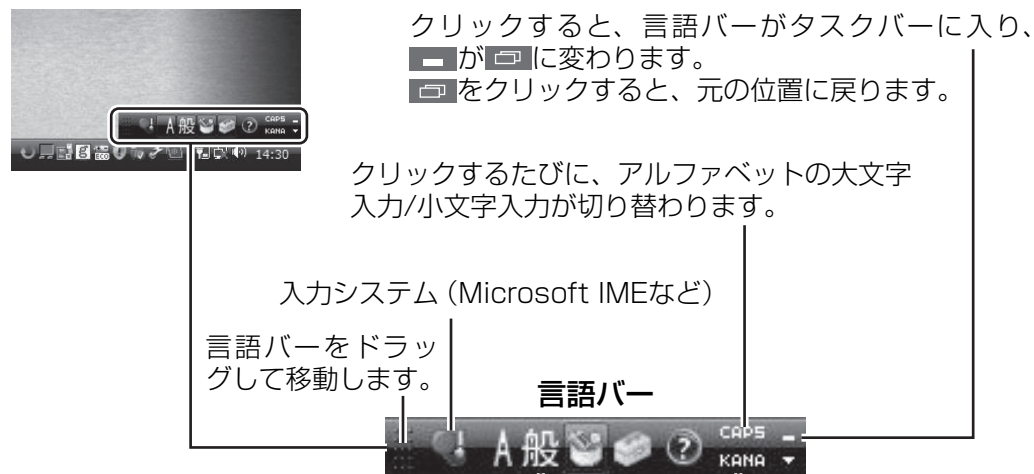 クリックすると、言語バーがタスクバーに入り、
が に変わります。
をクリックすると、元の位置に戻ります。
A 般 CAPS
KANA
14:30
クリックするたびに、アルファベットの大文字
入力/小文字入力が切り替わります。
入力システム（Microsoft IMEなど）
言語バーをドラッ
グして移動します。
言語バー
A 般 ? CAPS
KANA